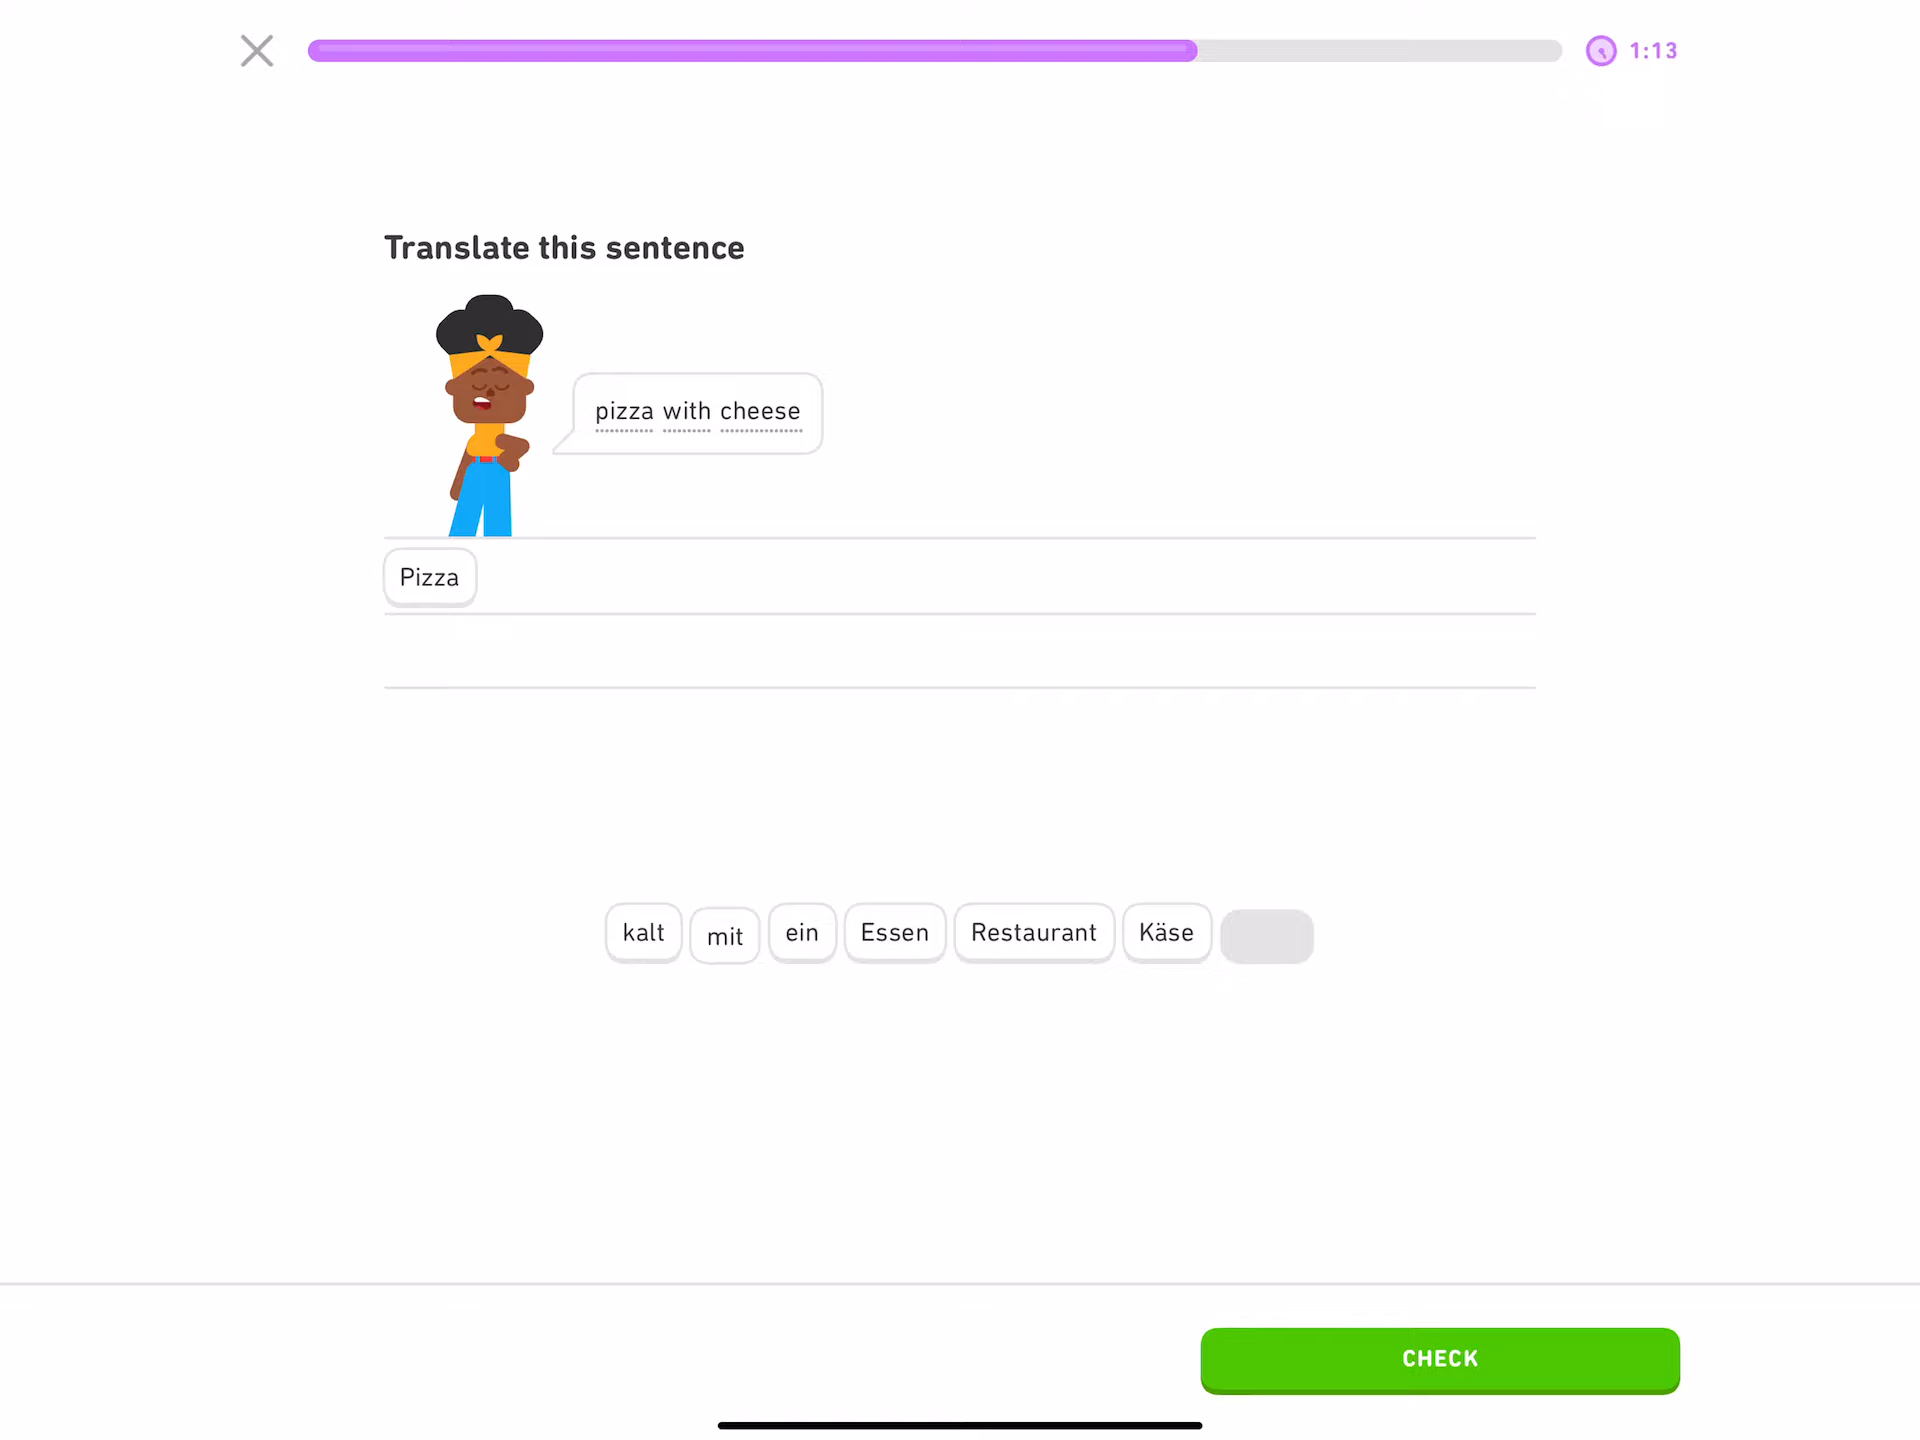 1:13
Translate this sentence
pizza with cheese
Pizza
kalt mit ein Essen Restaurant Käse
CHECK